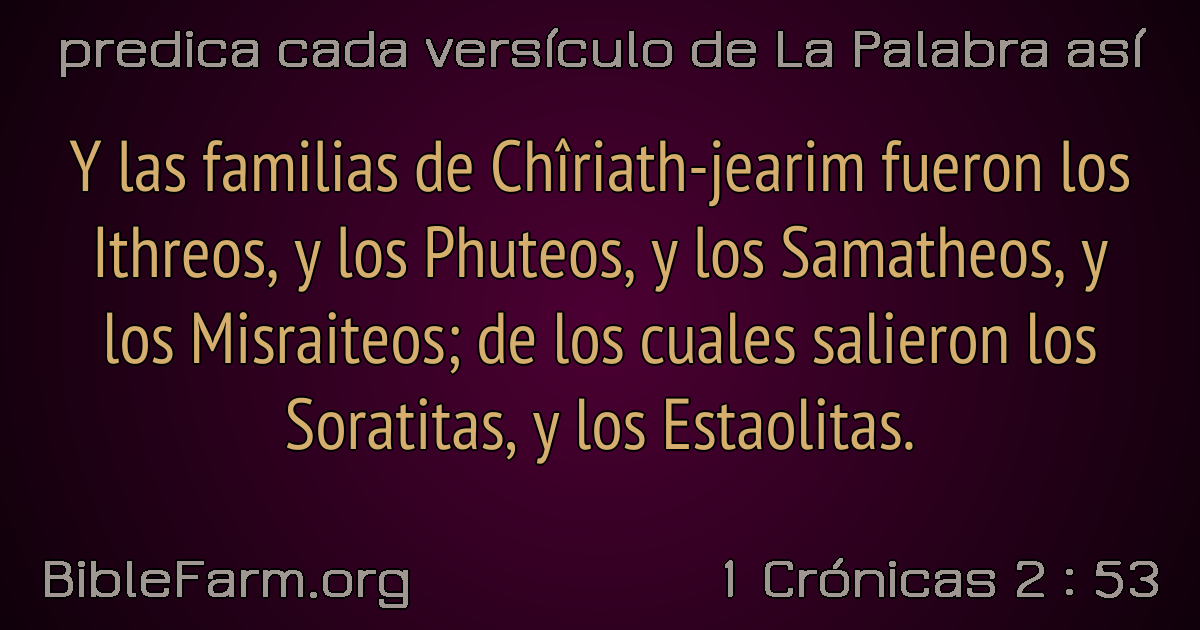 predica cada versículo de La Palabra así
Y las familias de Chîriath-jearim fueron los
Ithreos, y los Phuteos, y los Samatheos, y
los Misraiteos; de los cuales salieron los
Soratitas, y los Estaolitas.
BibleFarm.org
1 Crónicas 2 : 53